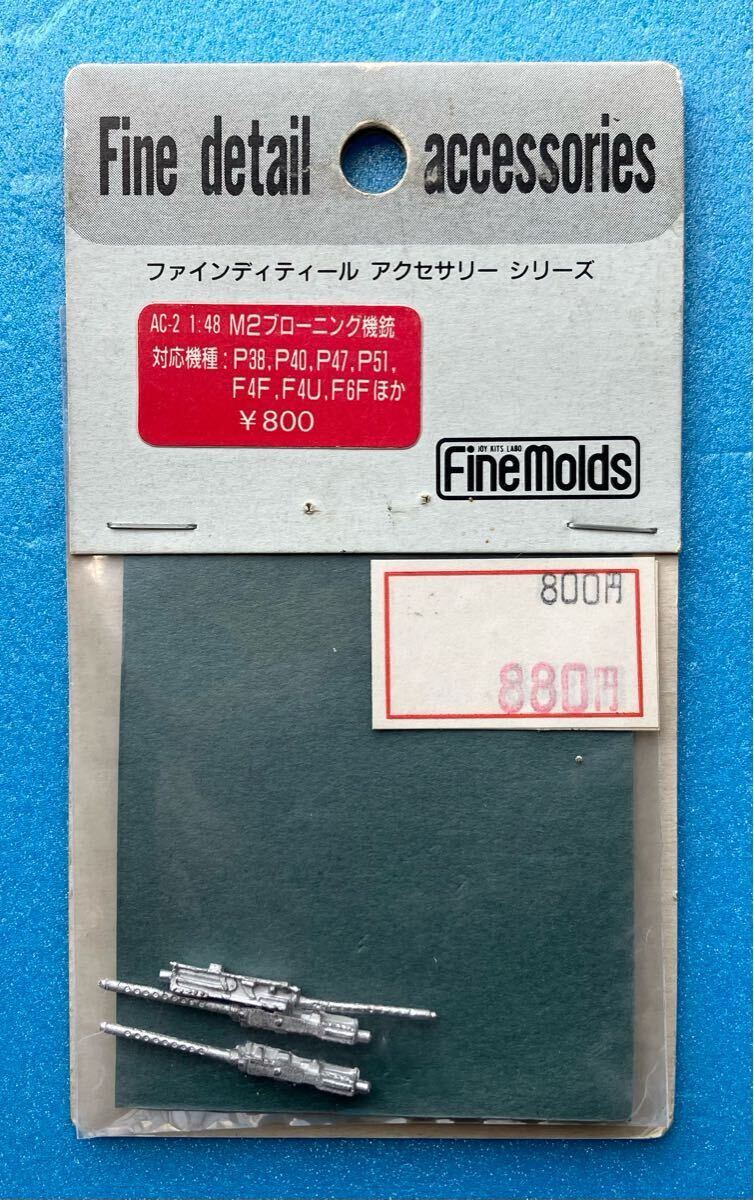 Fine detail accessories
ファインディティール アクセサリー シリーズ
AC-2 1:48 M2ブローニング機銃
対応機種：P38,P40,P47,P51,
F4F,F4U,F6Fほか
￥800
JOY KITS LABO
FineMolds
800円
880円